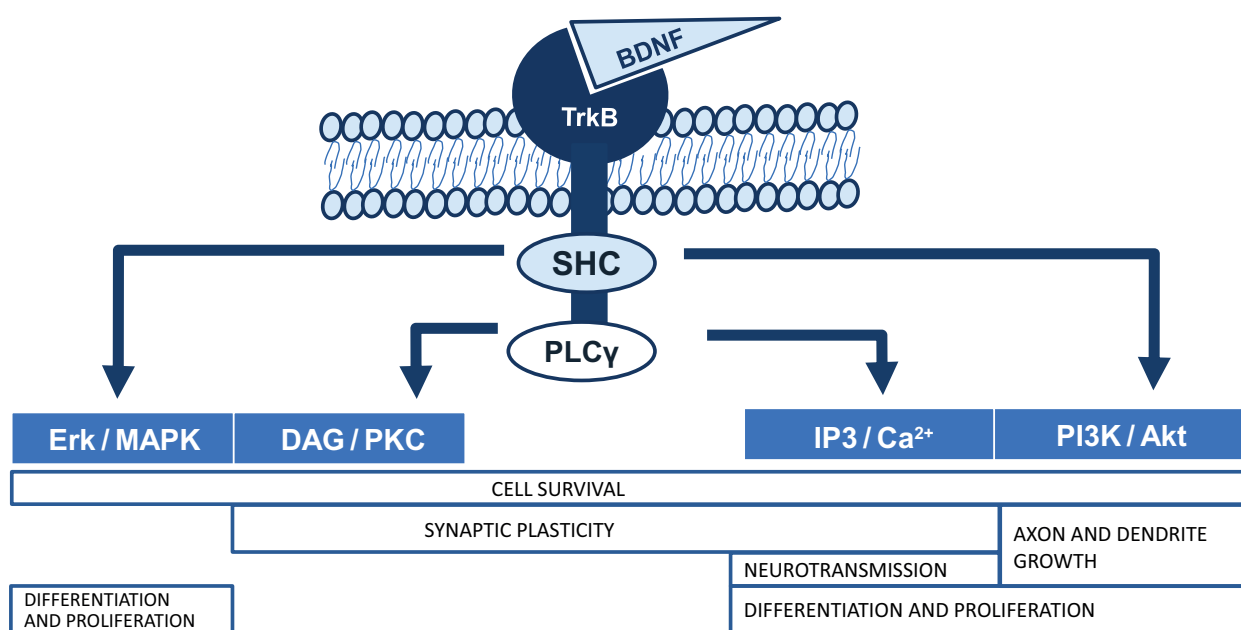 BDNF
TrkB
SHC
PLCγ
Erk / MAPK
DAG / PKC
IP3 / Ca²⁺
PI3K / Akt
CELL SURVIVAL
SYNAPTIC PLASTICITY
AXON AND DENDRITE
GROWTH
NEUROTRANSMISSION
DIFFERENTIATION
AND PROLIFERATION
DIFFERENTIATION AND PROLIFERATION